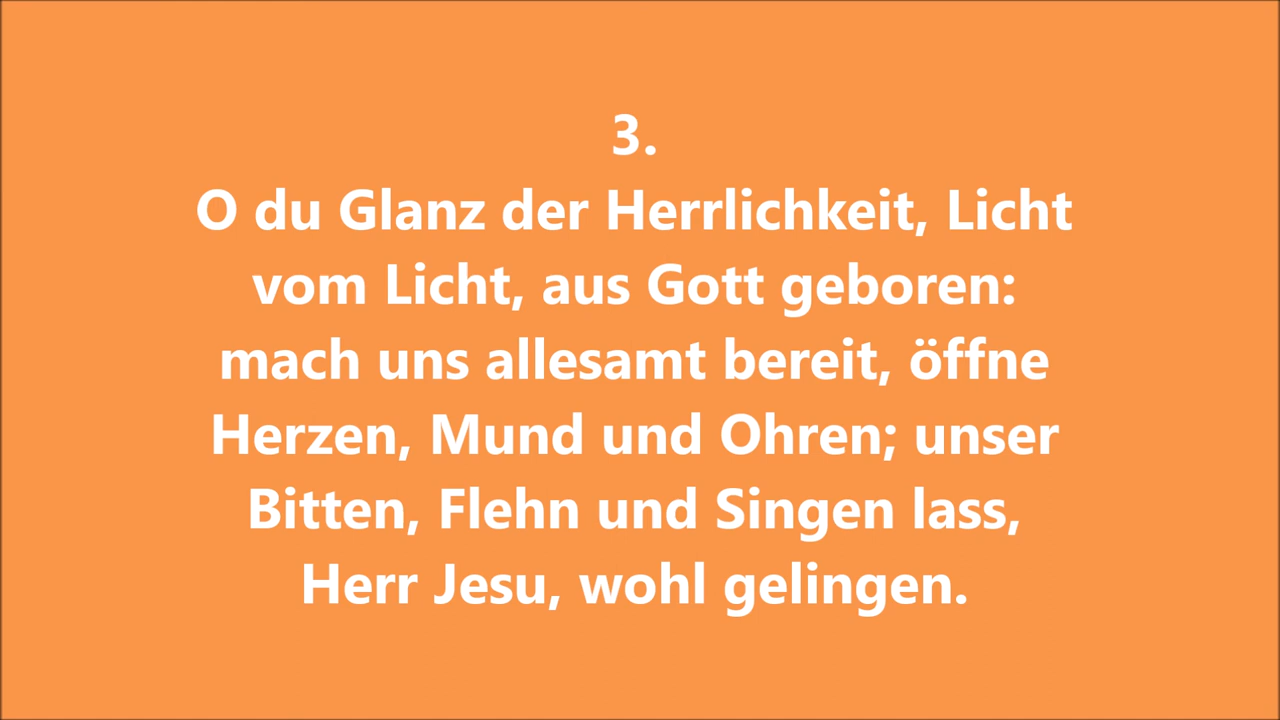 3.
O du Glanz der Herrlichkeit, Licht
vom Licht, aus Gott geboren:
mach uns allesamt bereit, öffne
Herzen, Mund und Ohren; unser
Bitten, Flehn und Singen lass,
Herr Jesu, wohl gelingen.